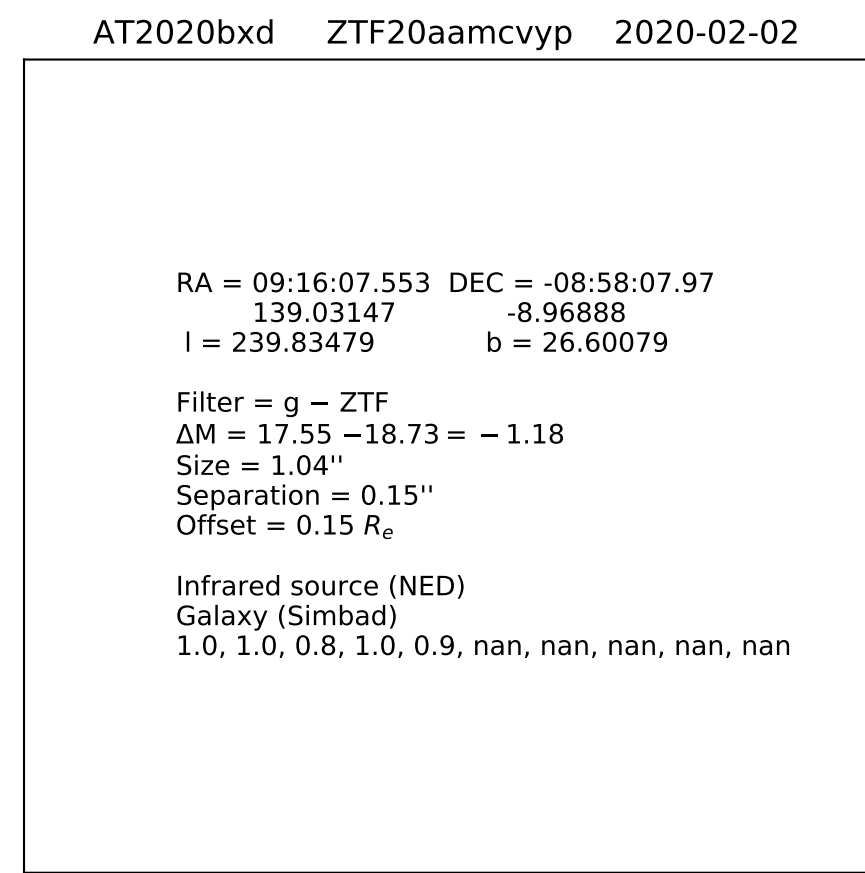 AT2020bxd ZTF20aamcvyp 2020-02-02
RA = 09:16:07.553 DEC = -08:58:07.97
139.03147 -8.96888
l = 239.83479 b = 26.60079
Filter = g − ZTF
ΔM = 17.55 −18.73 = −1.18
Size = 1.04''
Separation = 0.15''
Offset = 0.15 Re
Infrared source (NED)
Galaxy (Simbad)
1.0, 1.0, 0.8, 1.0, 0.9, nan, nan, nan, nan, nan